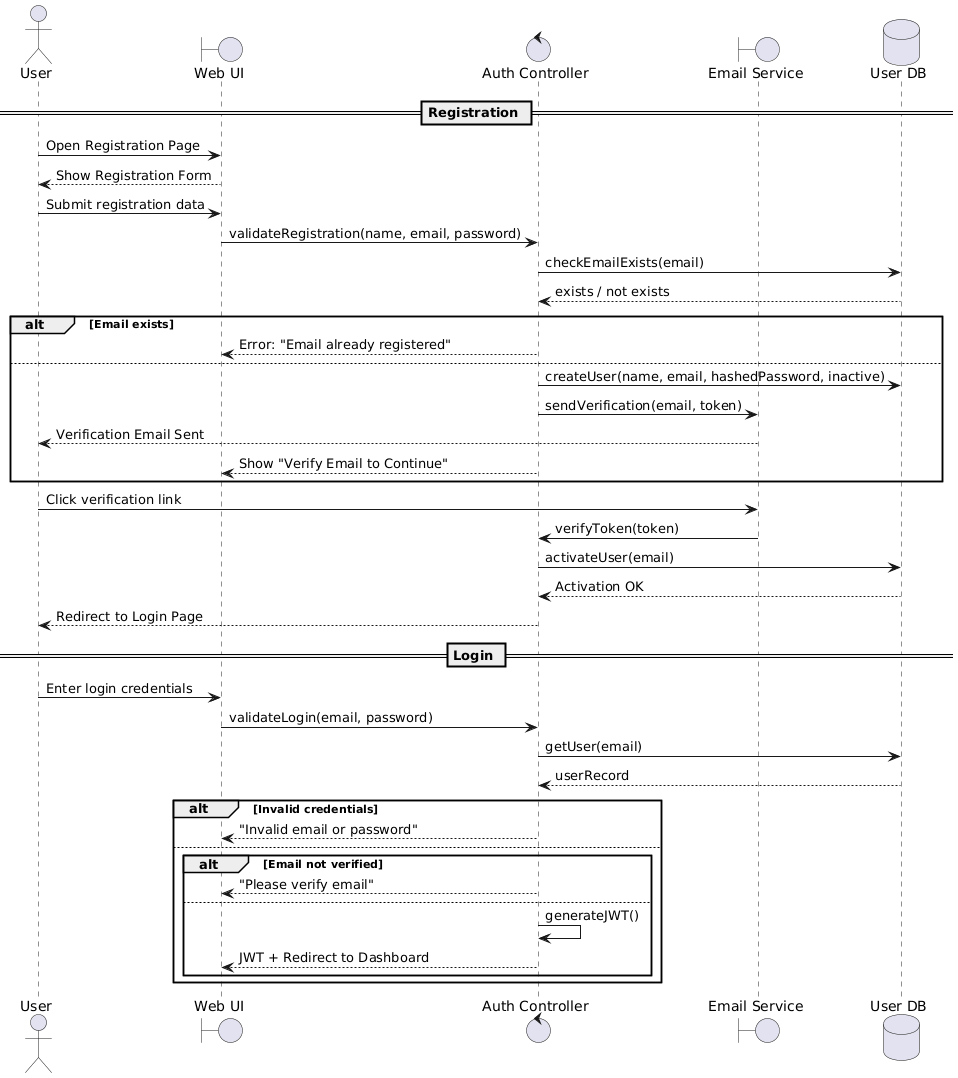 User
Web UI
Auth Controller
Email Service
User DB
Registration
Open Registration Page
Show Registration Form
Submit registration data
validateRegistration(name, email, password)
checkEmailExists(email)
exists / not exists
alt [Email exists]
Error: "Email already registered"
createUser(name, email, hashedPassword, inactive)
sendVerification(email, token)
Verification Email Sent
Show "Verify Email to Continue"
Click verification link
verifyToken(token)
activateUser(email)
Activation OK
Redirect to Login Page
Login
Enter login credentials
validateLogin(email, password)
getUser(email)
userRecord
alt [Invalid credentials]
"Invalid email or password"
alt [Email not verified]
"Please verify email"
generateJWT()
JWT + Redirect to Dashboard
User
Web UI
Auth Controller
Email Service
User DB